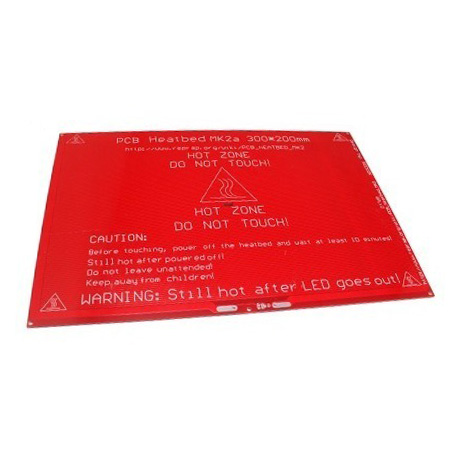 PCB Heatbed MK2a 300*200mm
http://www.reprap.org/wiki/PCB_HEATBED_MK2
HOT ZONE
DO NOT TOUCH!
HOT ZONE
DO NOT TOUCH!
CAUTION:
Before touching, power off the heatbed and wait at least 10 minutes!
Still hot after powered off!
Do not leave unattended!
Keep away from children!
WARNING: Still hot after LED goes out!